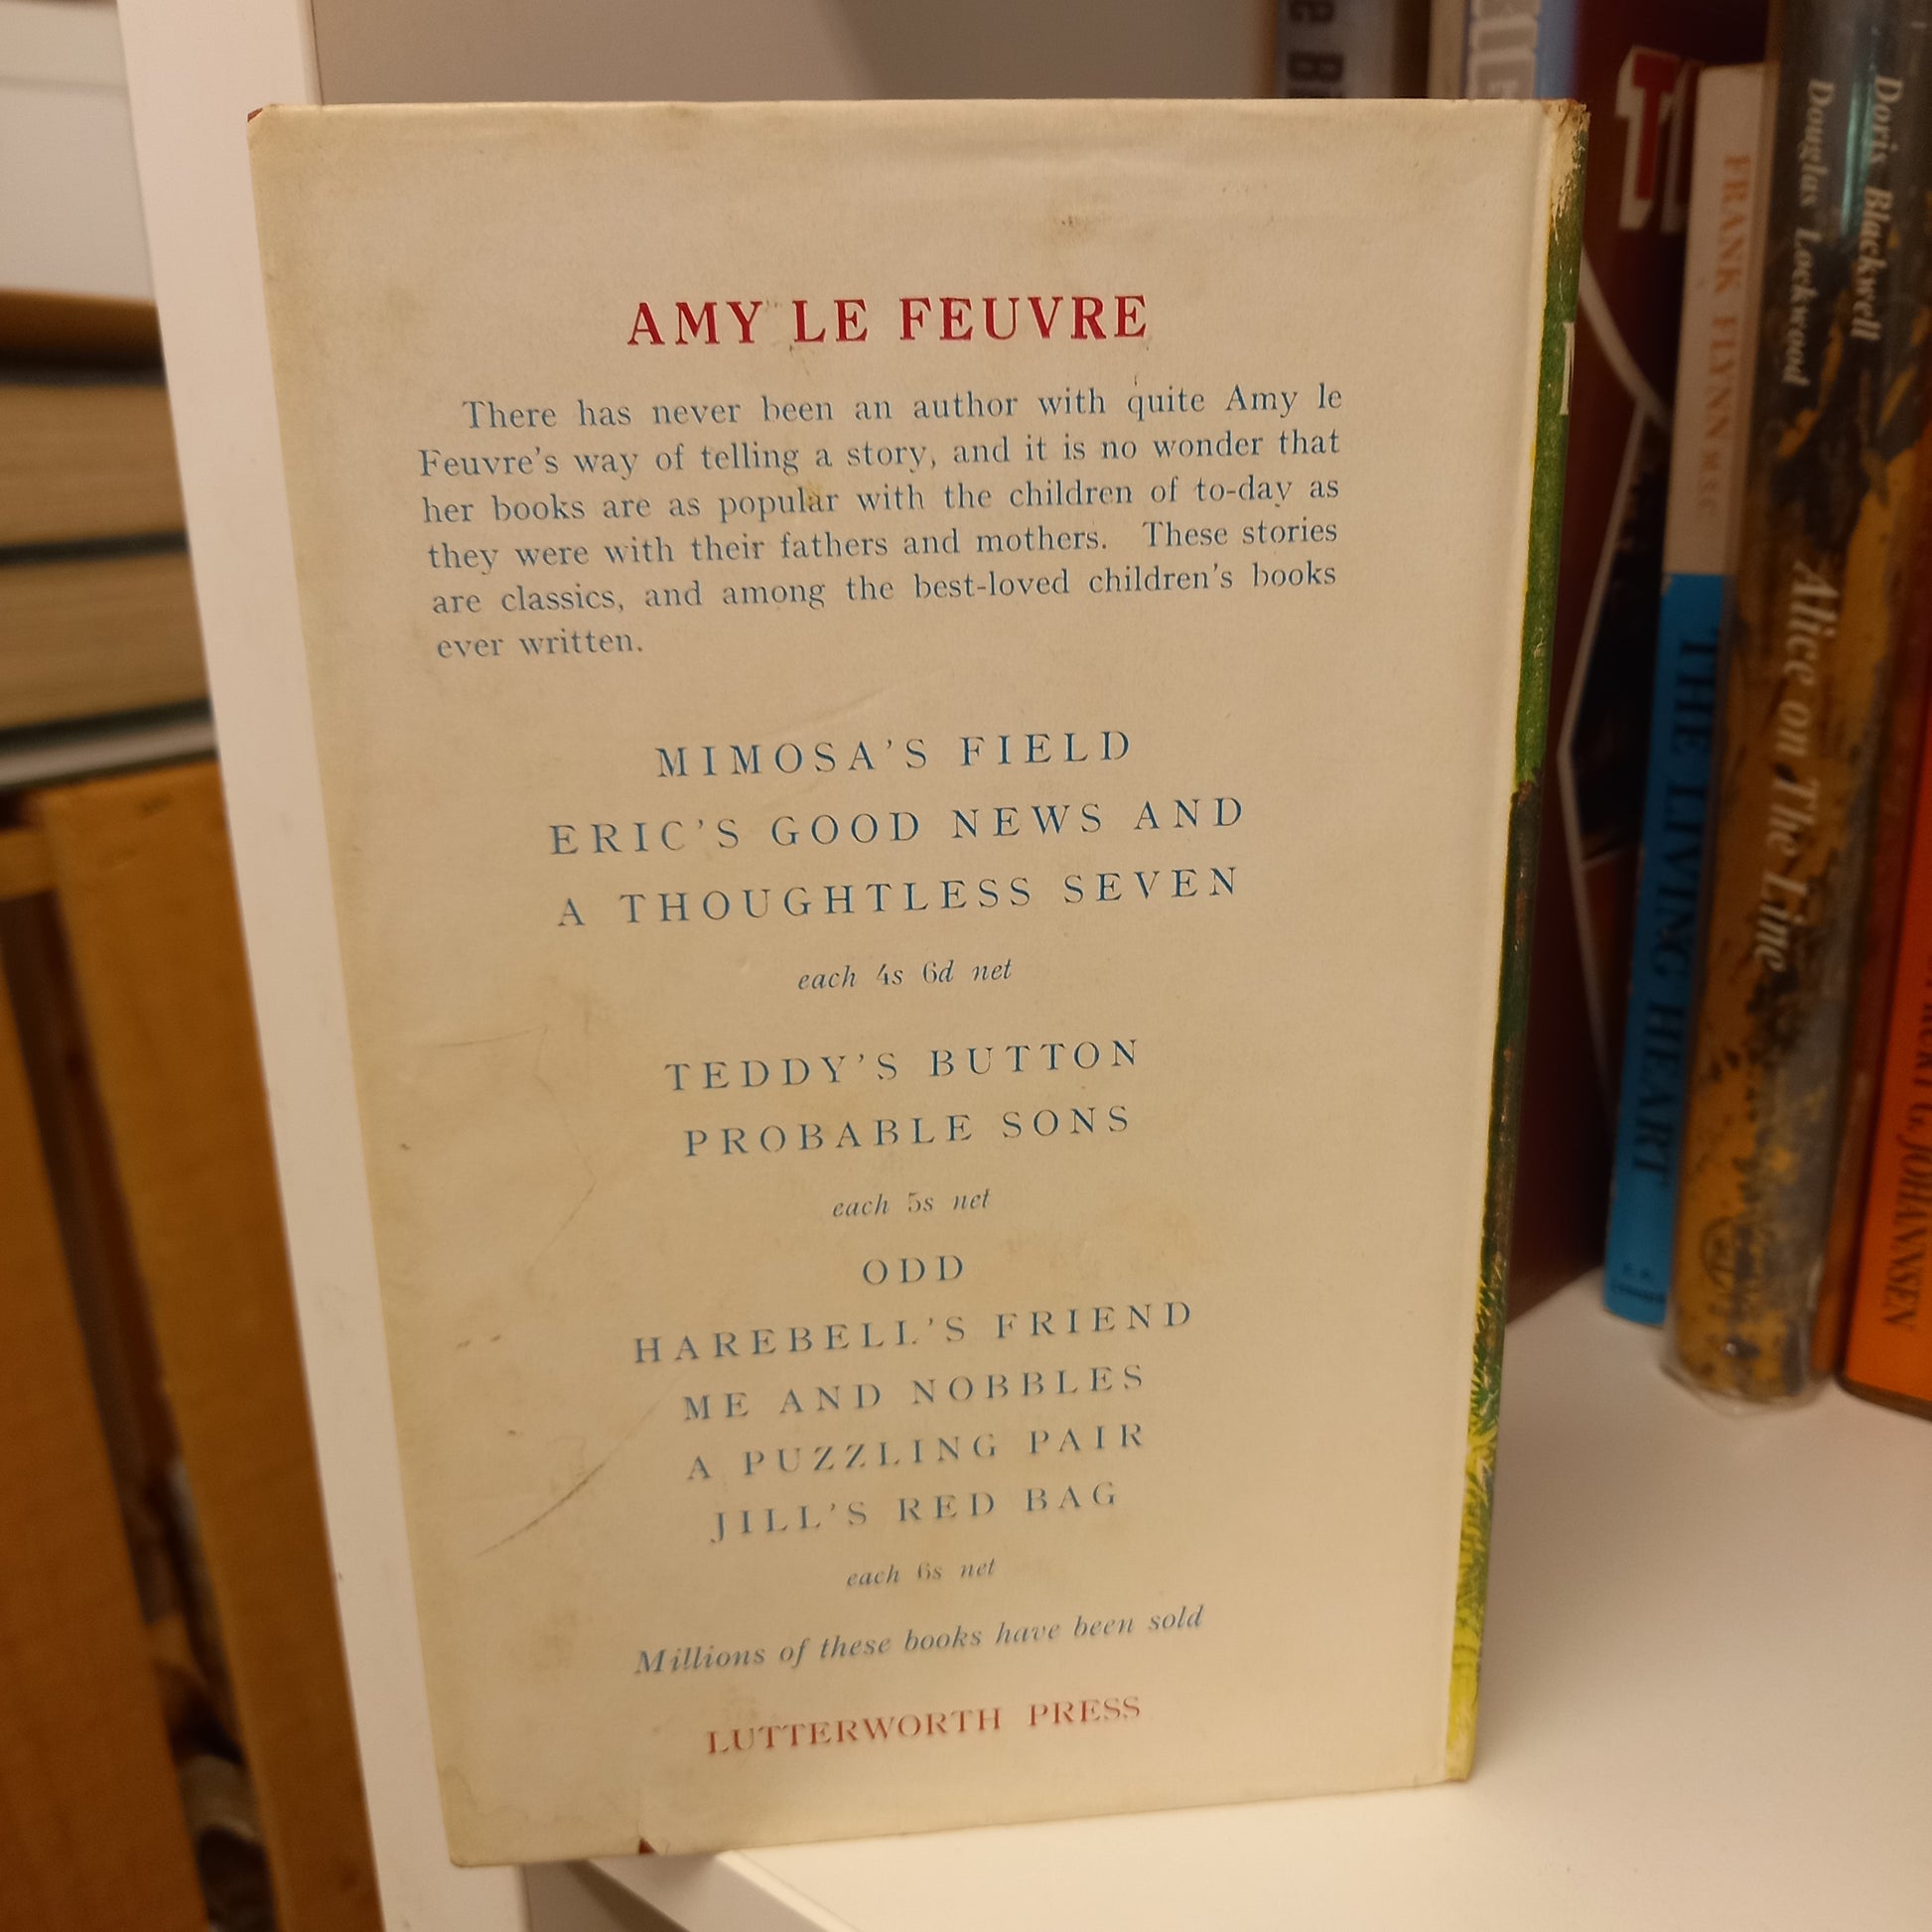 AMY LE FEUVRE
There has never been an author with quite Amy le
Feuvre's way of telling a story, and it is no wonder that
her books are as popular with the children of to-day as
they were with their fathers and mothers. These stories
are classics, and among the best-loved children's books
ever written.
MIMOSA'S FIELD
ERIC'S GOOD NEWS AND
A THOUGHTLESS SEVEN
each 4s 6d net
TEDDY'S BUTTON
PROBABLE SONS
each 5s net
ODD
HAREBELL'S FRIEND
ME AND NOBBLES
A PUZZLING PAIR
JILL'S RED BAG
each 6s net
Millions of these books have been sold
LUTTERWORTH PRESS
FRANK FLYNN MSC
THE LIVING HEART
Doris Blackwell
Douglas Lockwood
Alice on The Line
JOHANNSEN